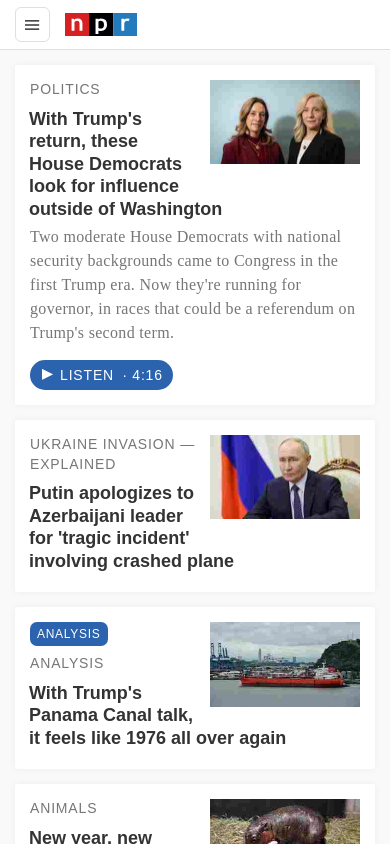 npr
POLITICS
With Trump's
return, these
House Democrats
look for influence
outside of Washington
Two moderate House Democrats with national
security backgrounds came to Congress in the
first Trump era. Now they're running for
governor, in races that could be a referendum on
Trump's second term.
LISTEN · 4:16
UKRAINE INVASION —
EXPLAINED
Putin apologizes to
Azerbaijani leader
for 'tragic incident'
involving crashed plane
ANALYSIS
ANALYSIS
With Trump's
Panama Canal talk,
it feels like 1976 all over again
ANIMALS
New year, new